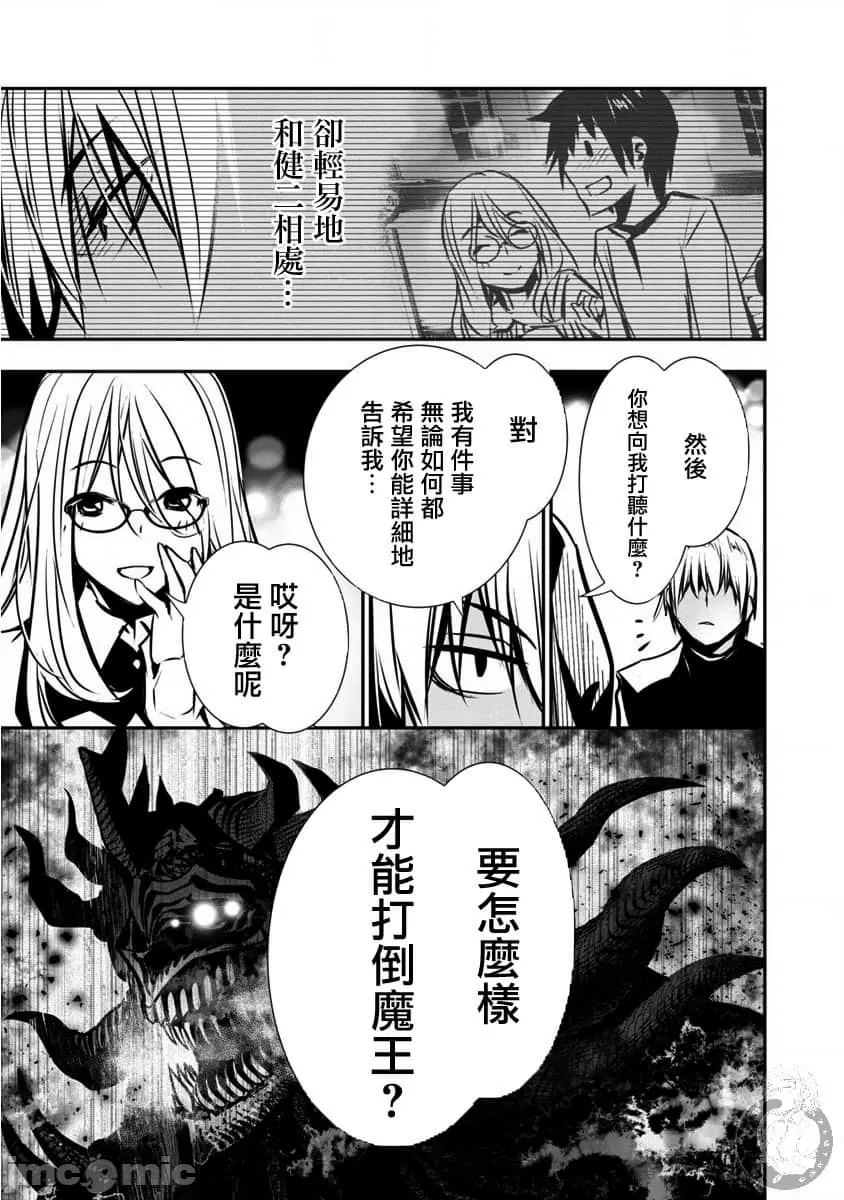 卻輕易地
和健二相處…
然後
你想向我打聽什麼?
對
我有件事
無論如何都
希望你能詳細地
告訴我…
哎呀?
是什麼呢
要怎麼樣
才能打倒魔王?
jmcomic